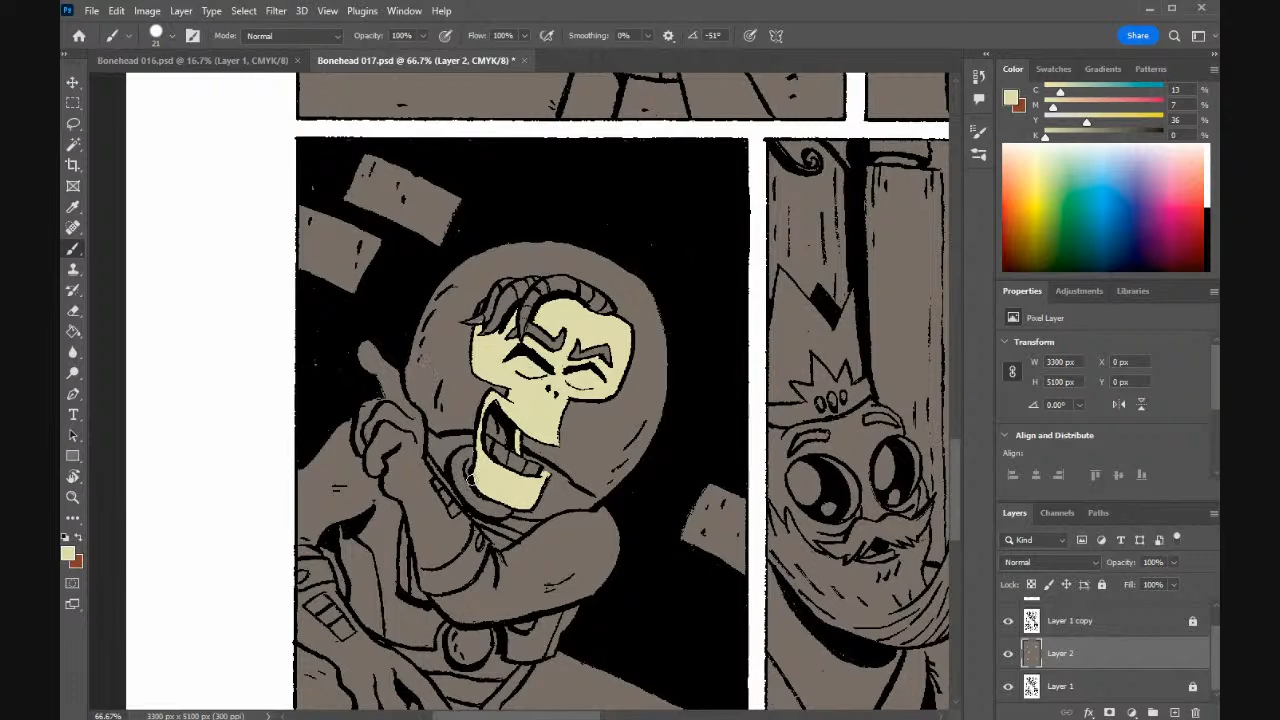 File Edit Image Layer Type Select Filter 3D View Plugins Window Help
21 Mode: Normal Opacity: 100% Flow: 100% Smoothing: 0% -51° Share
Bonehead 016.psd @ 16.7% (Layer 1, CMYK/8) × Bonehead 017.psd @ 66.7% (Layer 2, CMYK/8) * ×
Color Swatches Gradients Patterns
C 13 %
M 7 %
Y 36 %
K 0 %
Properties Adjustments Libraries
Pixel Layer
Transform
W 3300 px X 0 px
H 5100 px Y 0 px
0.00°
Align and Distribute
Align:
Layers Channels Paths
Kind
Normal Opacity: 100%
Lock: Fill: 100%
Layer 1 copy
Layer 2
Layer 1
66.67% 3300 px x 5100 px (300 ppi)